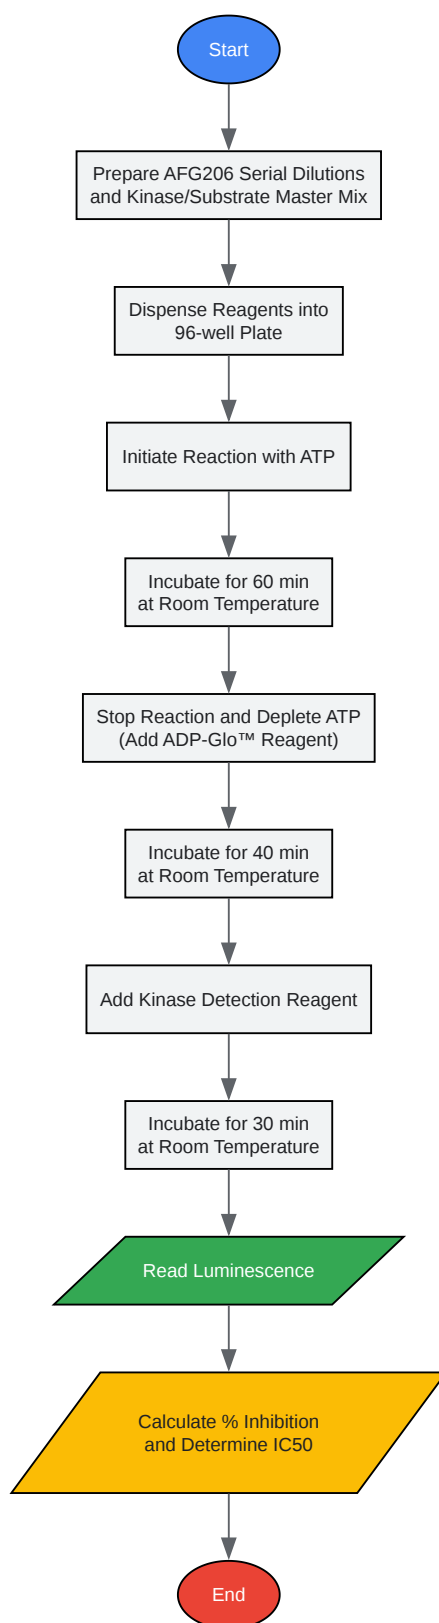 Start
Prepare AFG206 Serial Dilutions
and Kinase/Substrate Master Mix
Dispense Reagents into
96-well Plate
Initiate Reaction with ATP
Incubate for 60 min
at Room Temperature
Stop Reaction and Deplete ATP
(Add ADP-Glo™ Reagent)
Incubate for 40 min
at Room Temperature
Add Kinase Detection Reagent
Incubate for 30 min
at Room Temperature
Read Luminescence
Calculate % Inhibition
and Determine IC50
End